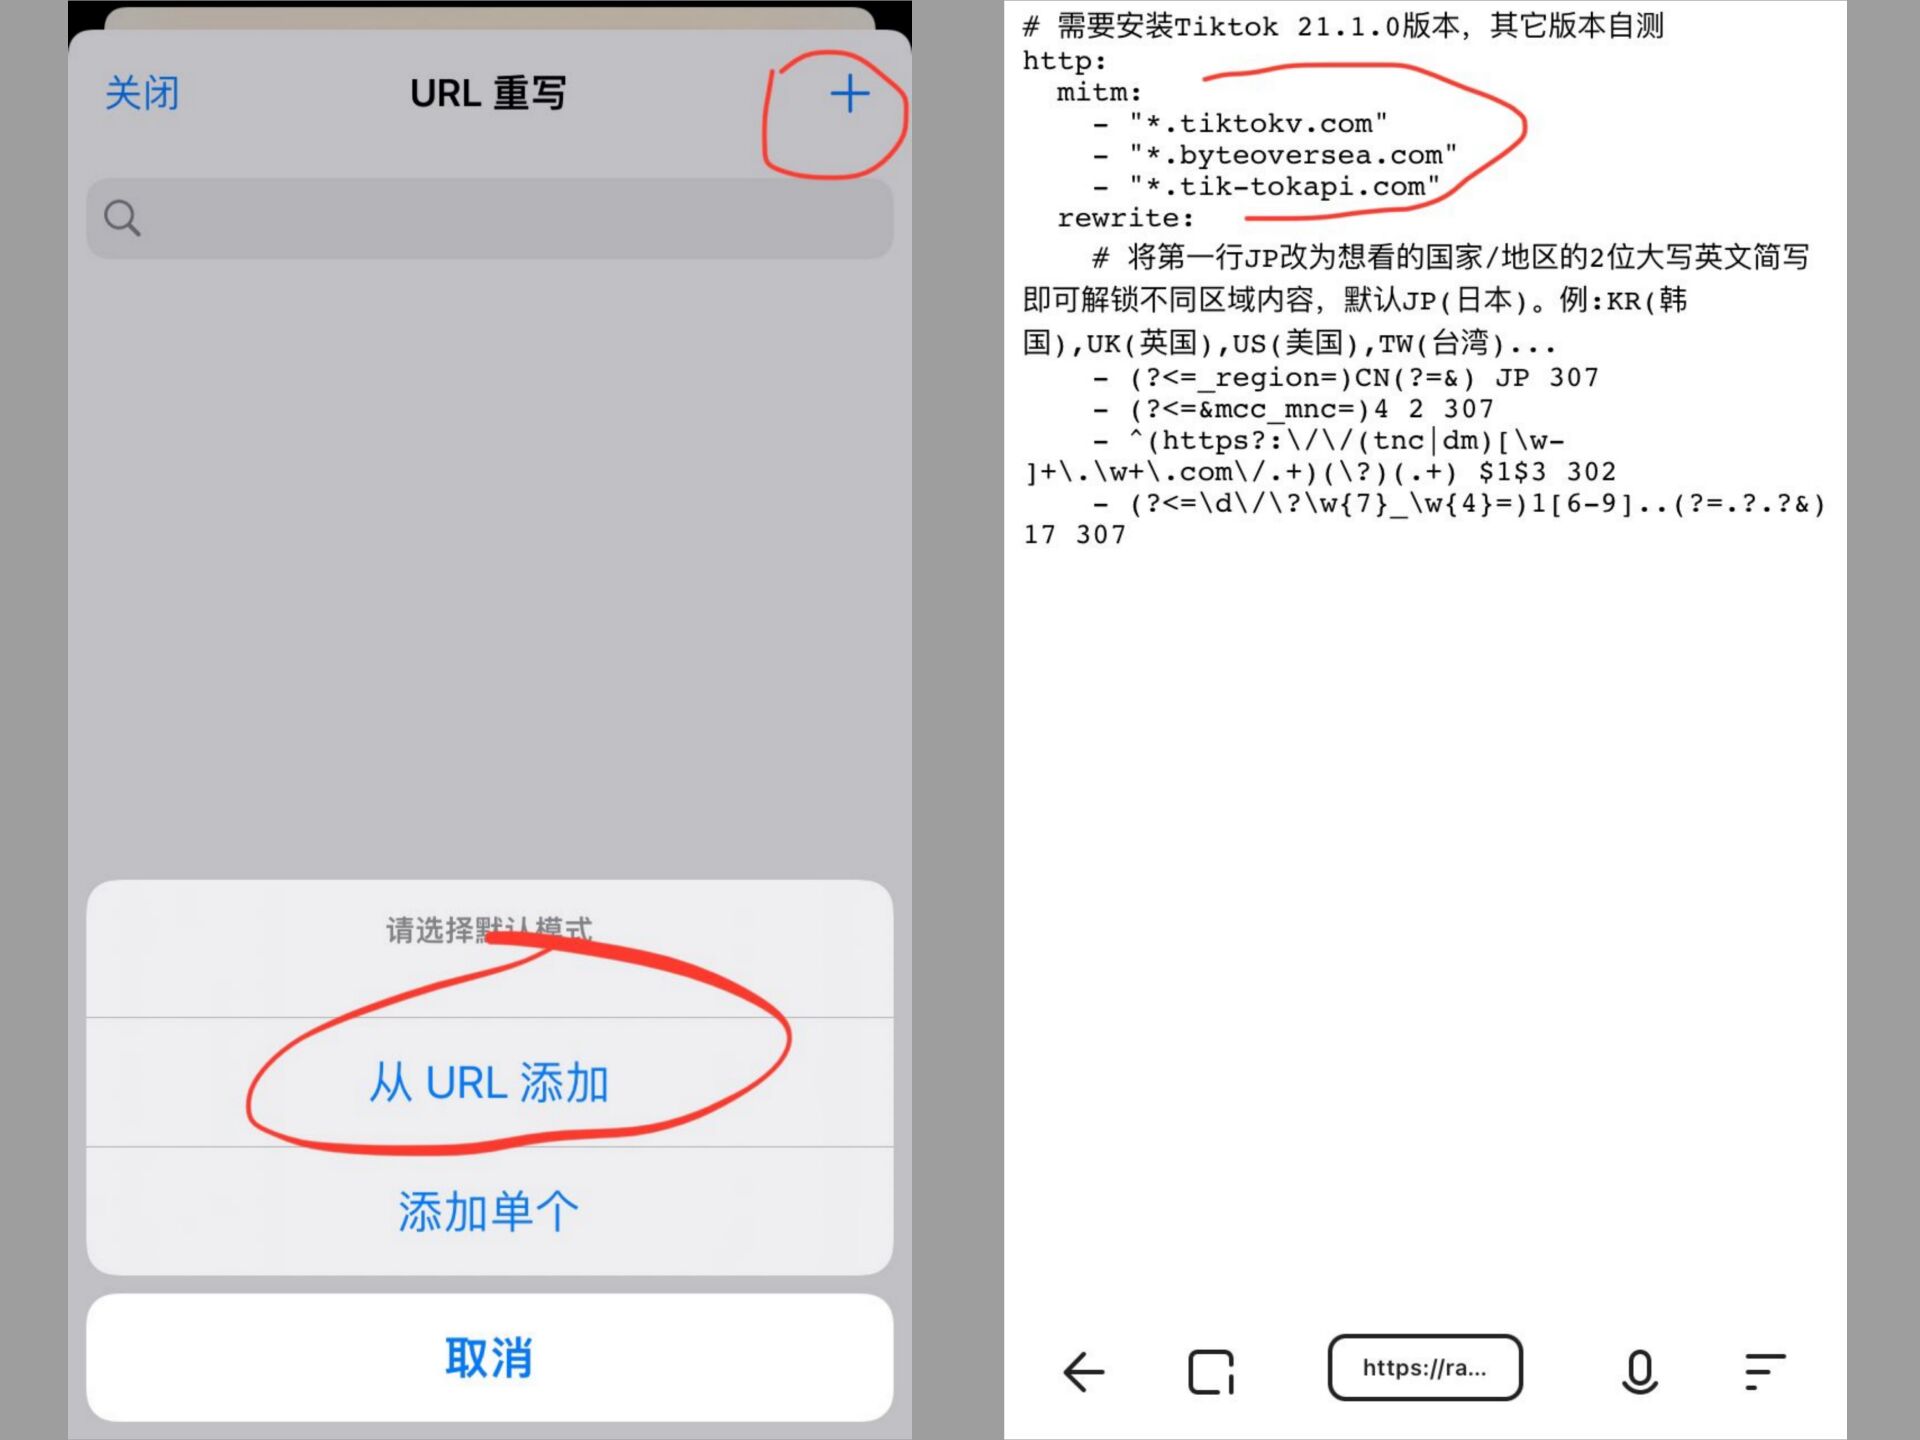 关闭
URL 重写
请选择默认模式
从 URL 添加
添加单个
取消
# 需要安装Tiktok 21.1.0版本，其它版本自测
http:
mitm:
- "*.tiktokv.com"
- "*.byteoversea.com"
- "*.tik-tokapi.com"
rewrite:
# 将第一行JP改为想看的国家/地区的2位大写英文简写
即可解锁不同区域内容，默认JP(日本)。例:KR(韩
国),UK(英国),US(美国),TW(台湾)...
- (?<=_region=)CN(?=&) JP 307
- (?<=&mcc_mnc=)4 2 307
- ^(https?:\/\/(tnc|dm)[\w-
]+\.\w+\.com\/.+)(\?)(.+) $1$3 302
- (?<=\d\/\?\w{7}_\w{4}=)1[6-9]..(?=.?.?&)
17 307
https://ra...